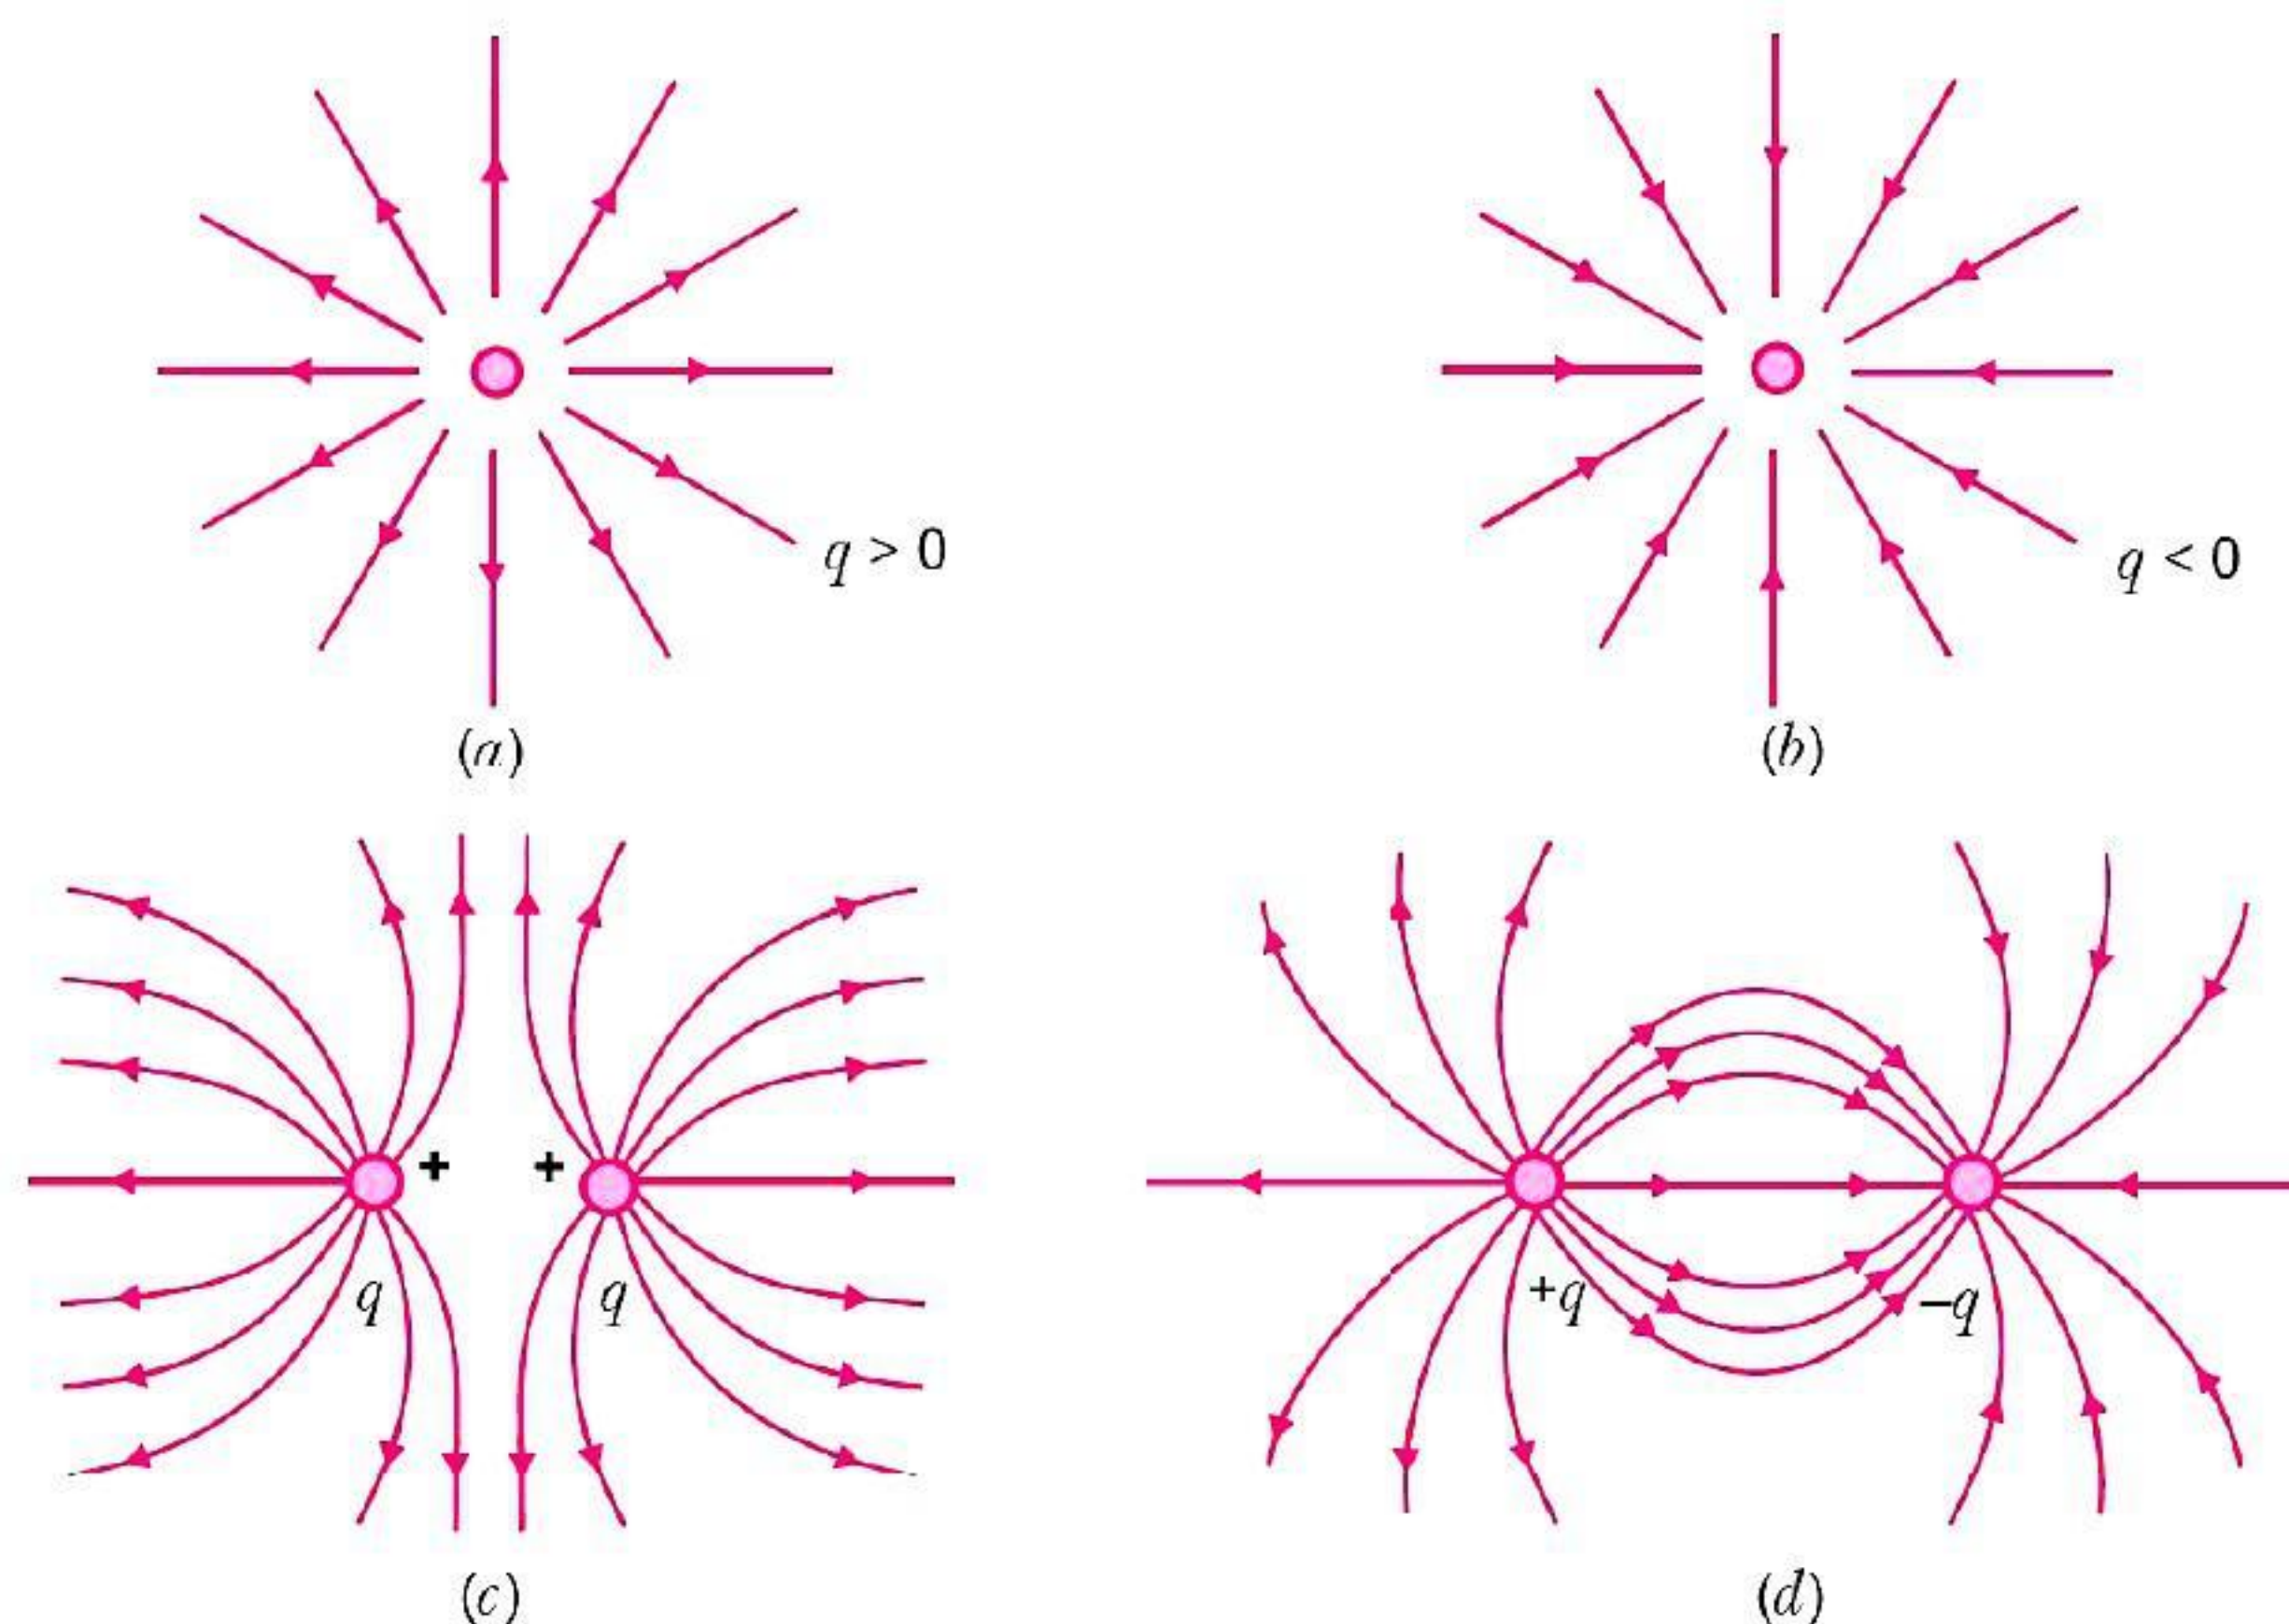 q > 0
q < 0
(a)
(b)
+ +
q q
+q –q
(c)
(d)